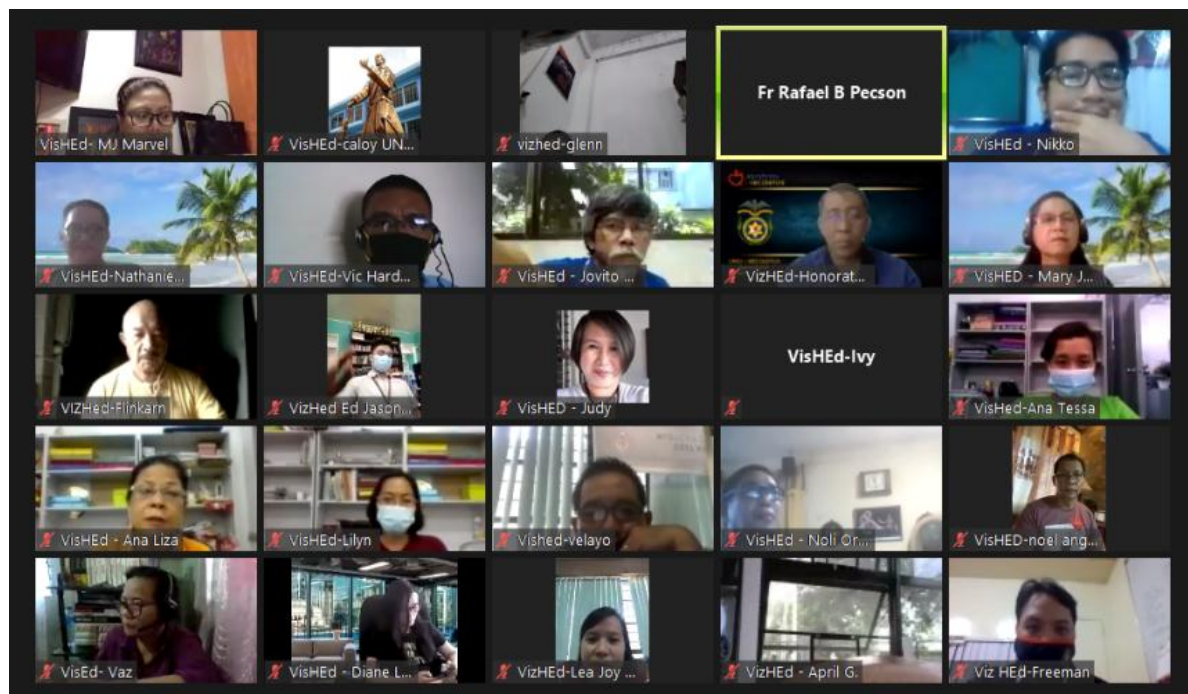 VisHEd- MJ Marvel
VisHEd-caloy UN...
vizhed-glenn
Fr Rafael B Pecson
VisHEd - Nikko
VisHEd-Nathanie...
VisHEd-Vic Hard...
VisHEd - Jovito ...
VizHEd-Honorat...
VisHED - Mary J...
VIZHed-Flinkarn
VizHed Ed Jason...
VisHED - Judy
VisHEd-Ivy
VisHed-Ana Tessa
VisHEd - Ana Liza
VisHEd-Lilyn
Vished-velayo
VisHEd - Noli Or...
VisHED-noel ang...
VisEd- Vaz
VisHEd - Diane L...
VizHEd-Lea Joy ...
VizHEd - April G.
Viz HEd-Freeman